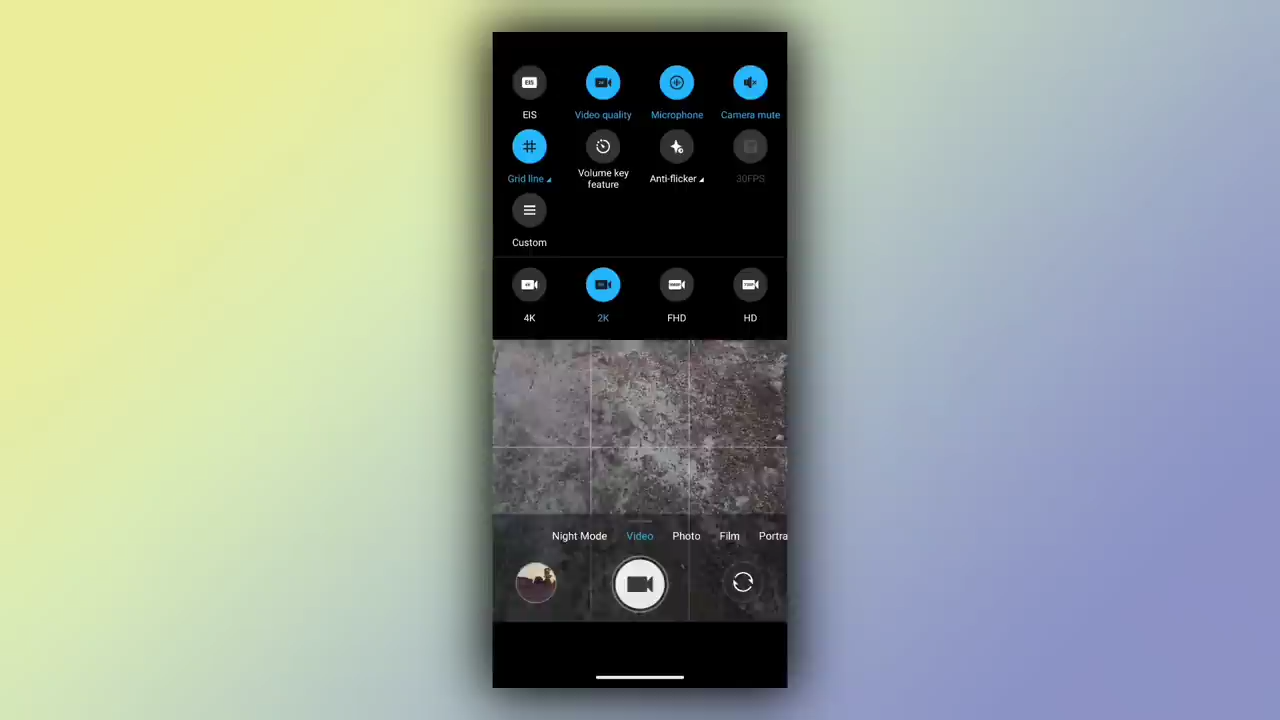 EIS
EIS
Video quality
Microphone
Camera mute
Grid line
Volume key
feature
Anti-flicker
30FPS
Custom
4K
2K
FHD
HD
Night Mode
Video
Photo
Film
Portra